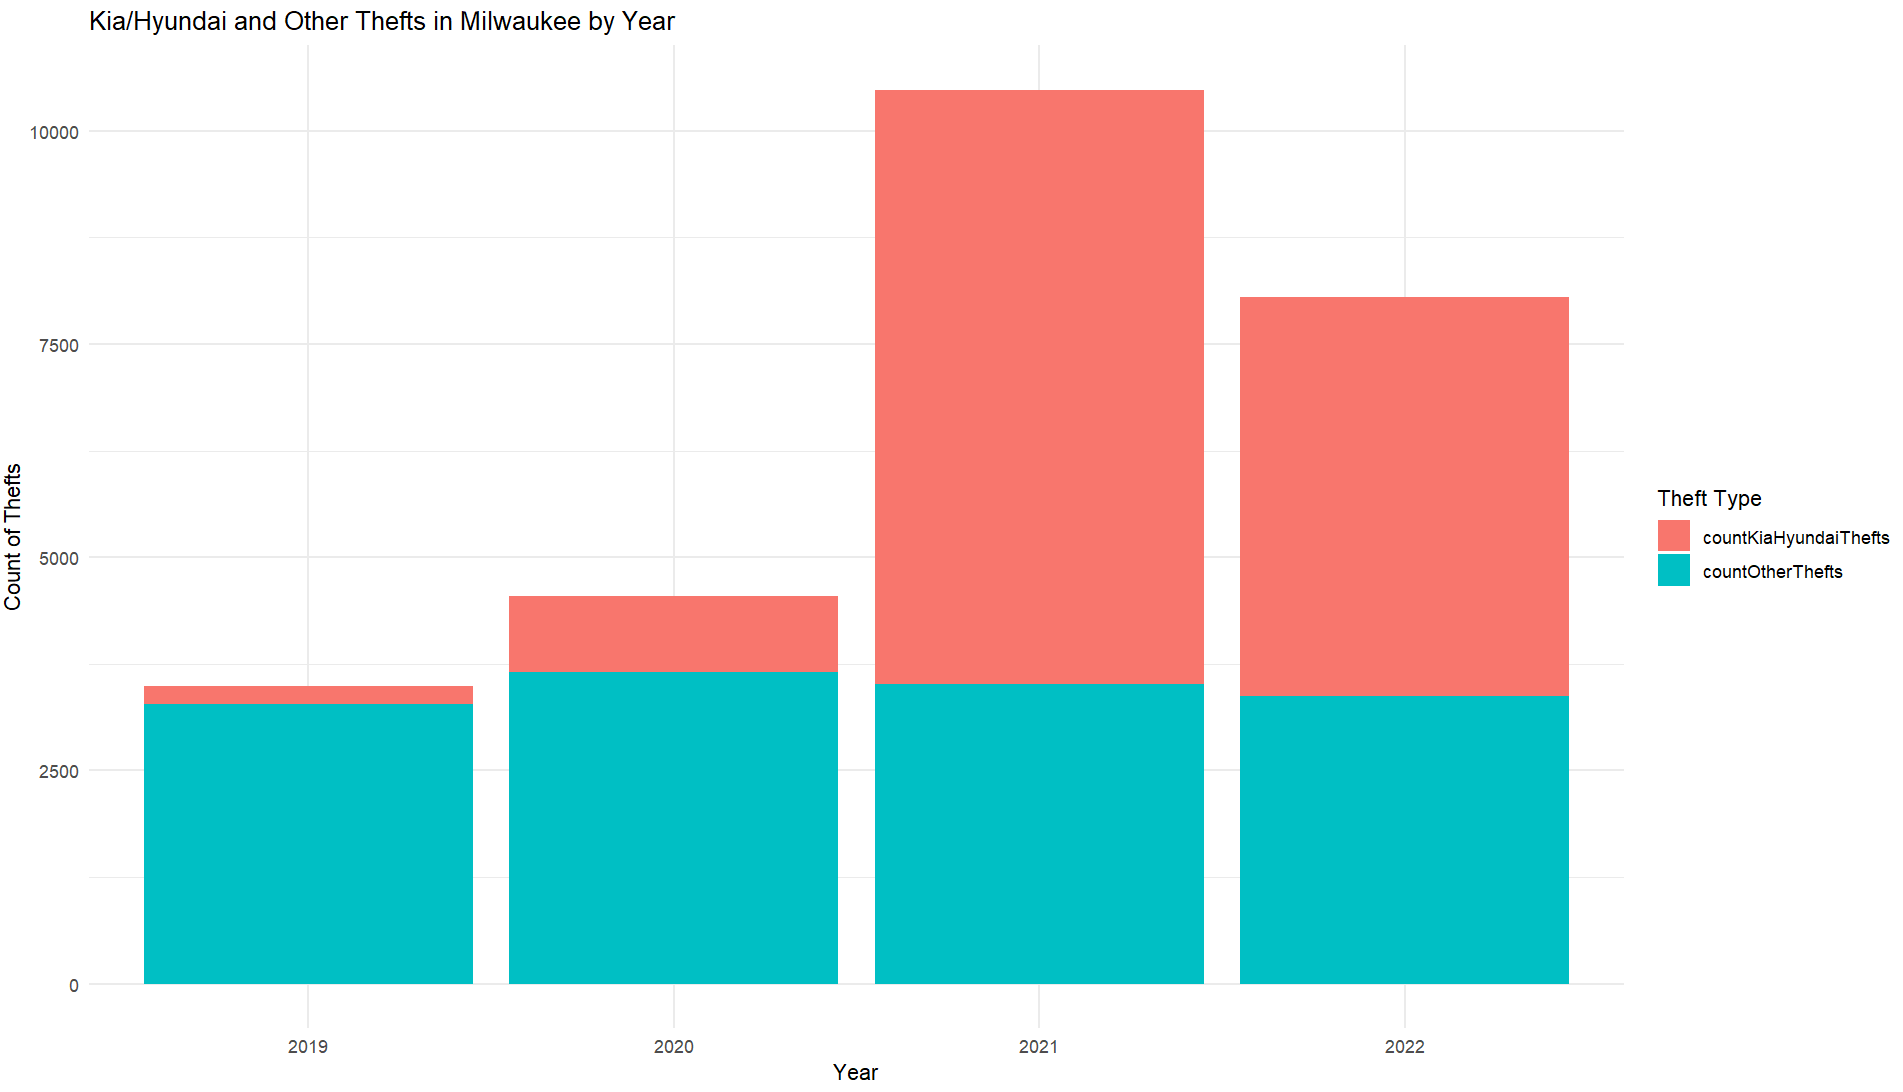 Kia/Hyundai and Other Thefts in Milwaukee by Year
Count of Thefts
10000
7500
5000
2500
0
2019
2020
2021
2022
Year
Theft Type
countKiaHyundaiThefts
countOtherThefts